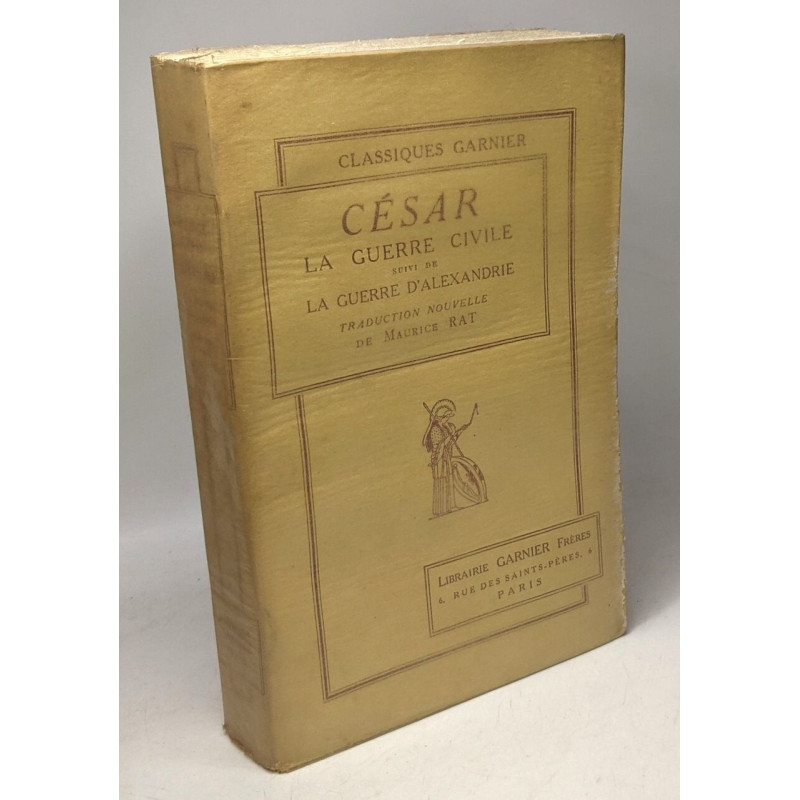 CLASSIQUES GARNIER
CÉSAR
LA GUERRE CIVILE
SUIVI DE
LA GUERRE D'ALEXANDRIE
TRADUCTION NOUVELLE
DE MAURICE RAT
LIBRAIRIE GARNIER FRÈRES
6, RUE DES SAINTS-PÈRES, 6
PARIS